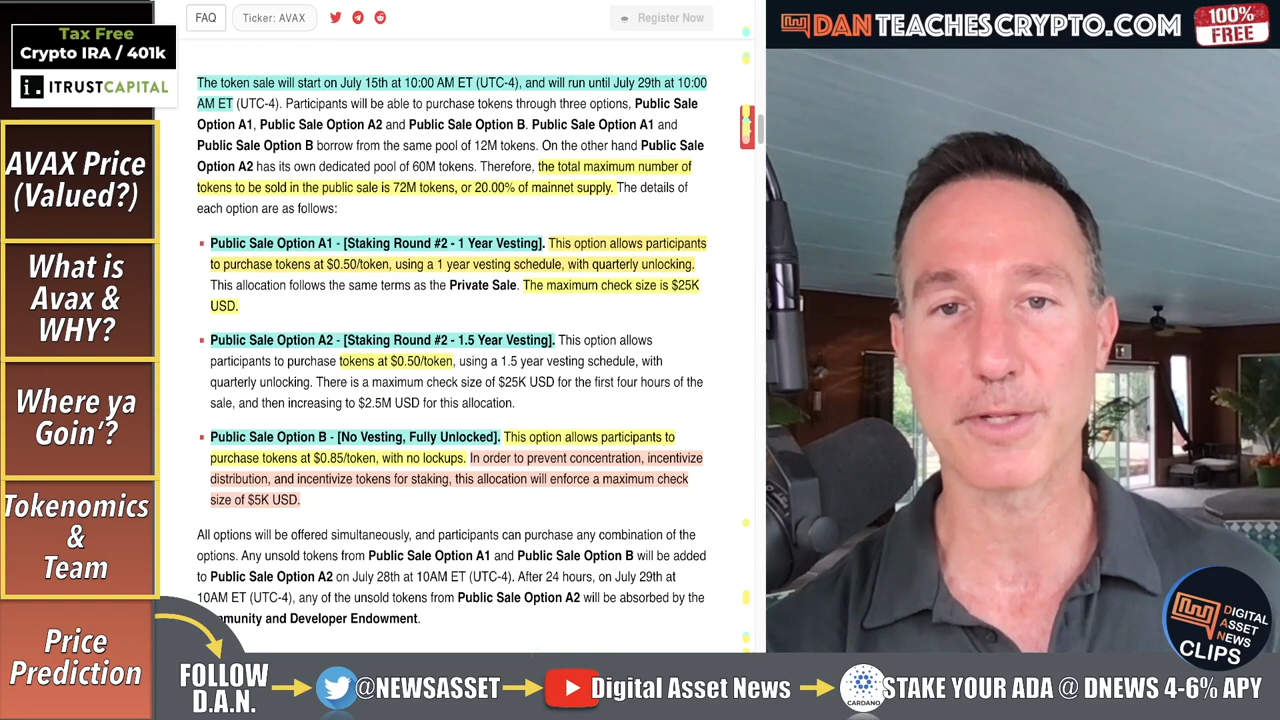 Tax Free
Crypto IRA / 401k
i. ITRUSTCAPITAL
AVAX Price
(Valued?)
What is
Avax &
WHY?
Where ya
Goin'?
Tokenomics
&
Team
Price
Prediction
FAQ
Ticker: AVAX
Register Now
The token sale will start on July 15th at 10:00 AM ET (UTC-4), and will run until July 29th at 10:00
AM ET (UTC-4). Participants will be able to purchase tokens through three options, Public Sale
Option A1, Public Sale Option A2 and Public Sale Option B. Public Sale Option A1 and
Public Sale Option B borrow from the same pool of 12M tokens. On the other hand Public Sale
Option A2 has its own dedicated pool of 60M tokens. Therefore, the total maximum number of
tokens to be sold in the public sale is 72M tokens, or 20.00% of mainnet supply. The details of
each option are as follows:
Public Sale Option A1 - [Staking Round #2 - 1 Year Vesting]. This option allows participants
to purchase tokens at $0.50/token, using a 1 year vesting schedule, with quarterly unlocking.
This allocation follows the same terms as the Private Sale. The maximum check size is $25K
USD.
Public Sale Option A2 - [Staking Round #2 - 1.5 Year Vesting]. This option allows
participants to purchase tokens at $0.50/token, using a 1.5 year vesting schedule, with
quarterly unlocking. There is a maximum check size of $25K USD for the first four hours of the
sale, and then increasing to $2.5M USD for this allocation.
Public Sale Option B - [No Vesting, Fully Unlocked]. This option allows participants to
purchase tokens at $0.85/token, with no lockups. In order to prevent concentration, incentivize
distribution, and incentivize tokens for staking, this allocation will enforce a maximum check
size of $5K USD.
All options will be offered simultaneously, and participants can purchase any combination of the
options. Any unsold tokens from Public Sale Option A1 and Public Sale Option B will be added
to Public Sale Option A2 on July 28th at 10AM ET (UTC-4). After 24 hours, on July 29th at
10AM ET (UTC-4), any of the unsold tokens from Public Sale Option A2 will be absorbed by the
mmunity and Developer Endowment.
DANTEACHESCRYPTO.COM
100%
FREE
DIGITAL
ASSET
NEWS
CLIPS
FOLLOW
D.A.N.
@NEWSASSET
Digital Asset News
CARDANO
STAKE YOUR ADA @ DNEWS 4-6% APY